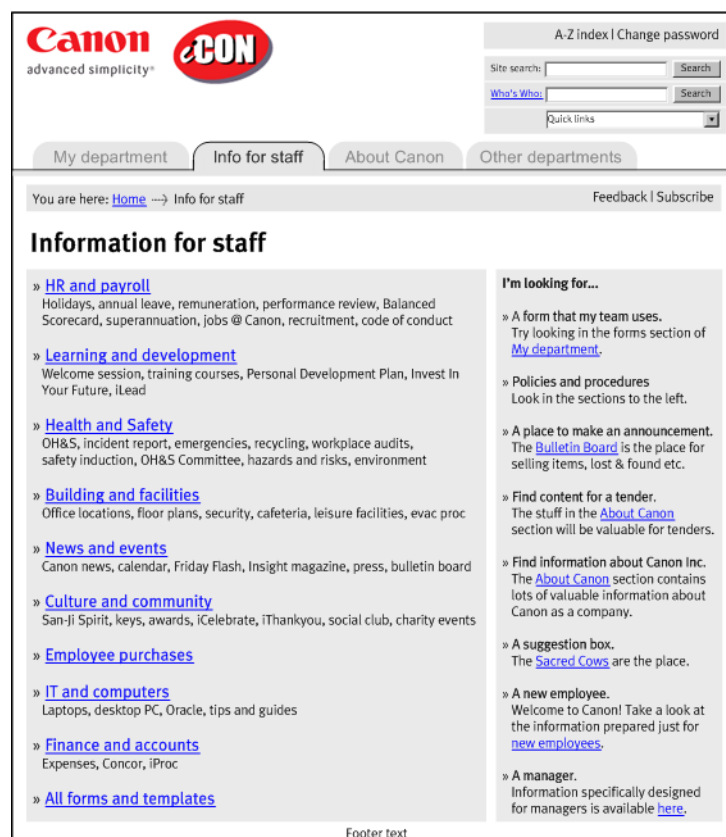 Canon
advanced simplicity®
iCON
A-Z index | Change password
Site search: Search
Who's Who: Search
Quick links
My department Info for staff About Canon Other departments
You are here: Home ---> Info for staff
Feedback | Subscribe
Information for staff
» HR and payroll
Holidays, annual leave, remuneration, performance review, Balanced
Scorecard, superannuation, jobs @ Canon, recruitment, code of conduct
» Learning and development
Welcome session, training courses, Personal Development Plan, Invest In
Your Future, iLead
» Health and Safety
OH&S, incident report, emergencies, recycling, workplace audits,
safety induction, OH&S Committee, hazards and risks, environment
» Building and facilities
Office locations, floor plans, security, cafeteria, leisure facilities, evac proc
» News and events
Canon news, calendar, Friday Flash, Insight magazine, press, bulletin board
» Culture and community
San-Ji Spirit, keys, awards, iCelebrate, iThankyou, social club, charity events
» Employee purchases
» IT and computers
Laptops, desktop PC, Oracle, tips and guides
» Finance and accounts
Expenses, Concor, iProc
» All forms and templates
I'm looking for...
» A form that my team uses.
Try looking in the forms section of
My department.
» Policies and procedures
Look in the sections to the left.
» A place to make an announcement.
The Bulletin Board is the place for
selling items, lost & found etc.
» Find content for a tender.
The stuff in the About Canon
section will be valuable for tenders.
» Find information about Canon Inc.
The About Canon section contains
lots of valuable information about
Canon as a company.
» A suggestion box.
The Sacred Cows are the place.
» A new employee.
Welcome to Canon! Take a look at
the information prepared just for
new employees.
» A manager.
Information specifically designed
for managers is available here.
Footer text